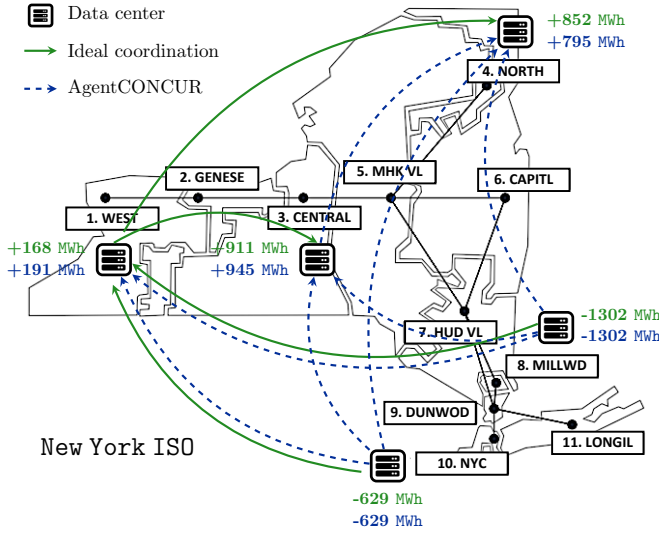 Data center
Ideal coordination
AgentCONCUR
+852 MWh
+795 MWh
4. NORTH
2. GENESE
5. MHK VL
6. CAPITL
1. WEST
3. CENTRAL
+168 MWh
+191 MWh
+911 MWh
+945 MWh
-1302 MWh
-1302 MWh
7. HUD VL
8. MILLWD
9. DUNWOD
New York ISO
10. NYC
11. LONGIL
-629 MWh
-629 MWh